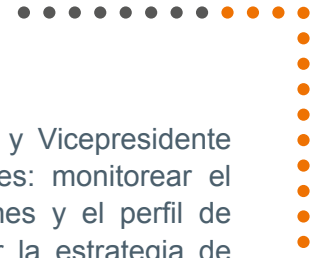 y Vicepresidente
es: monitorear el
nes y el perfil de
r la estrategia de